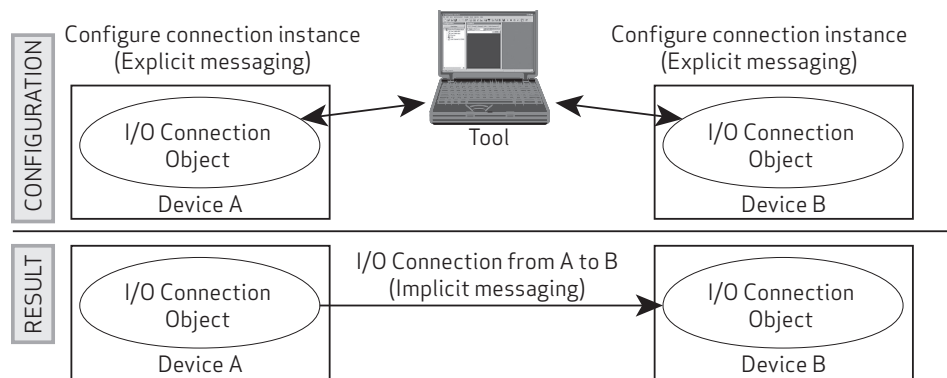 CONFIGURATION
Configure connection instance
(Explicit messaging)
I/O Connection
Object
Device A
Tool
Configure connection instance
(Explicit messaging)
I/O Connection
Object
Device B
RESULT
I/O Connection
Object
Device A
I/O Connection from A to B
(Implicit messaging)
I/O Connection
Object
Device B